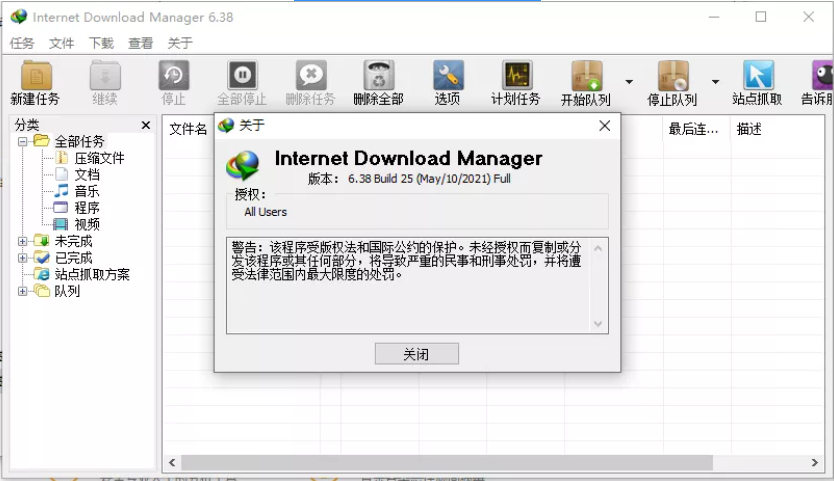 Internet Download Manager 6.38
任务 文件 下载 查看 关于
新建任务 继续 停止 全部停止 删除任务 删除全部 选项 计划任务 开始队列 停止队列 站点抓取 告诉朋
分类
全部任务
压缩文件
文档
音乐
程序
视频
未完成
已完成
站点抓取方案
队列
文件名 最后连... 描述
关于
Internet Download Manager
版本: 6.38 Build 25 (May/10/2021) Full
授权:
All Users
警告: 该程序受版权法和国际公约的保护。未经授权而复制或分
发该程序或其任何部分，将导致严重的民事和刑事处罚，并将遭
受法律范围内最大限度的处罚。
关闭